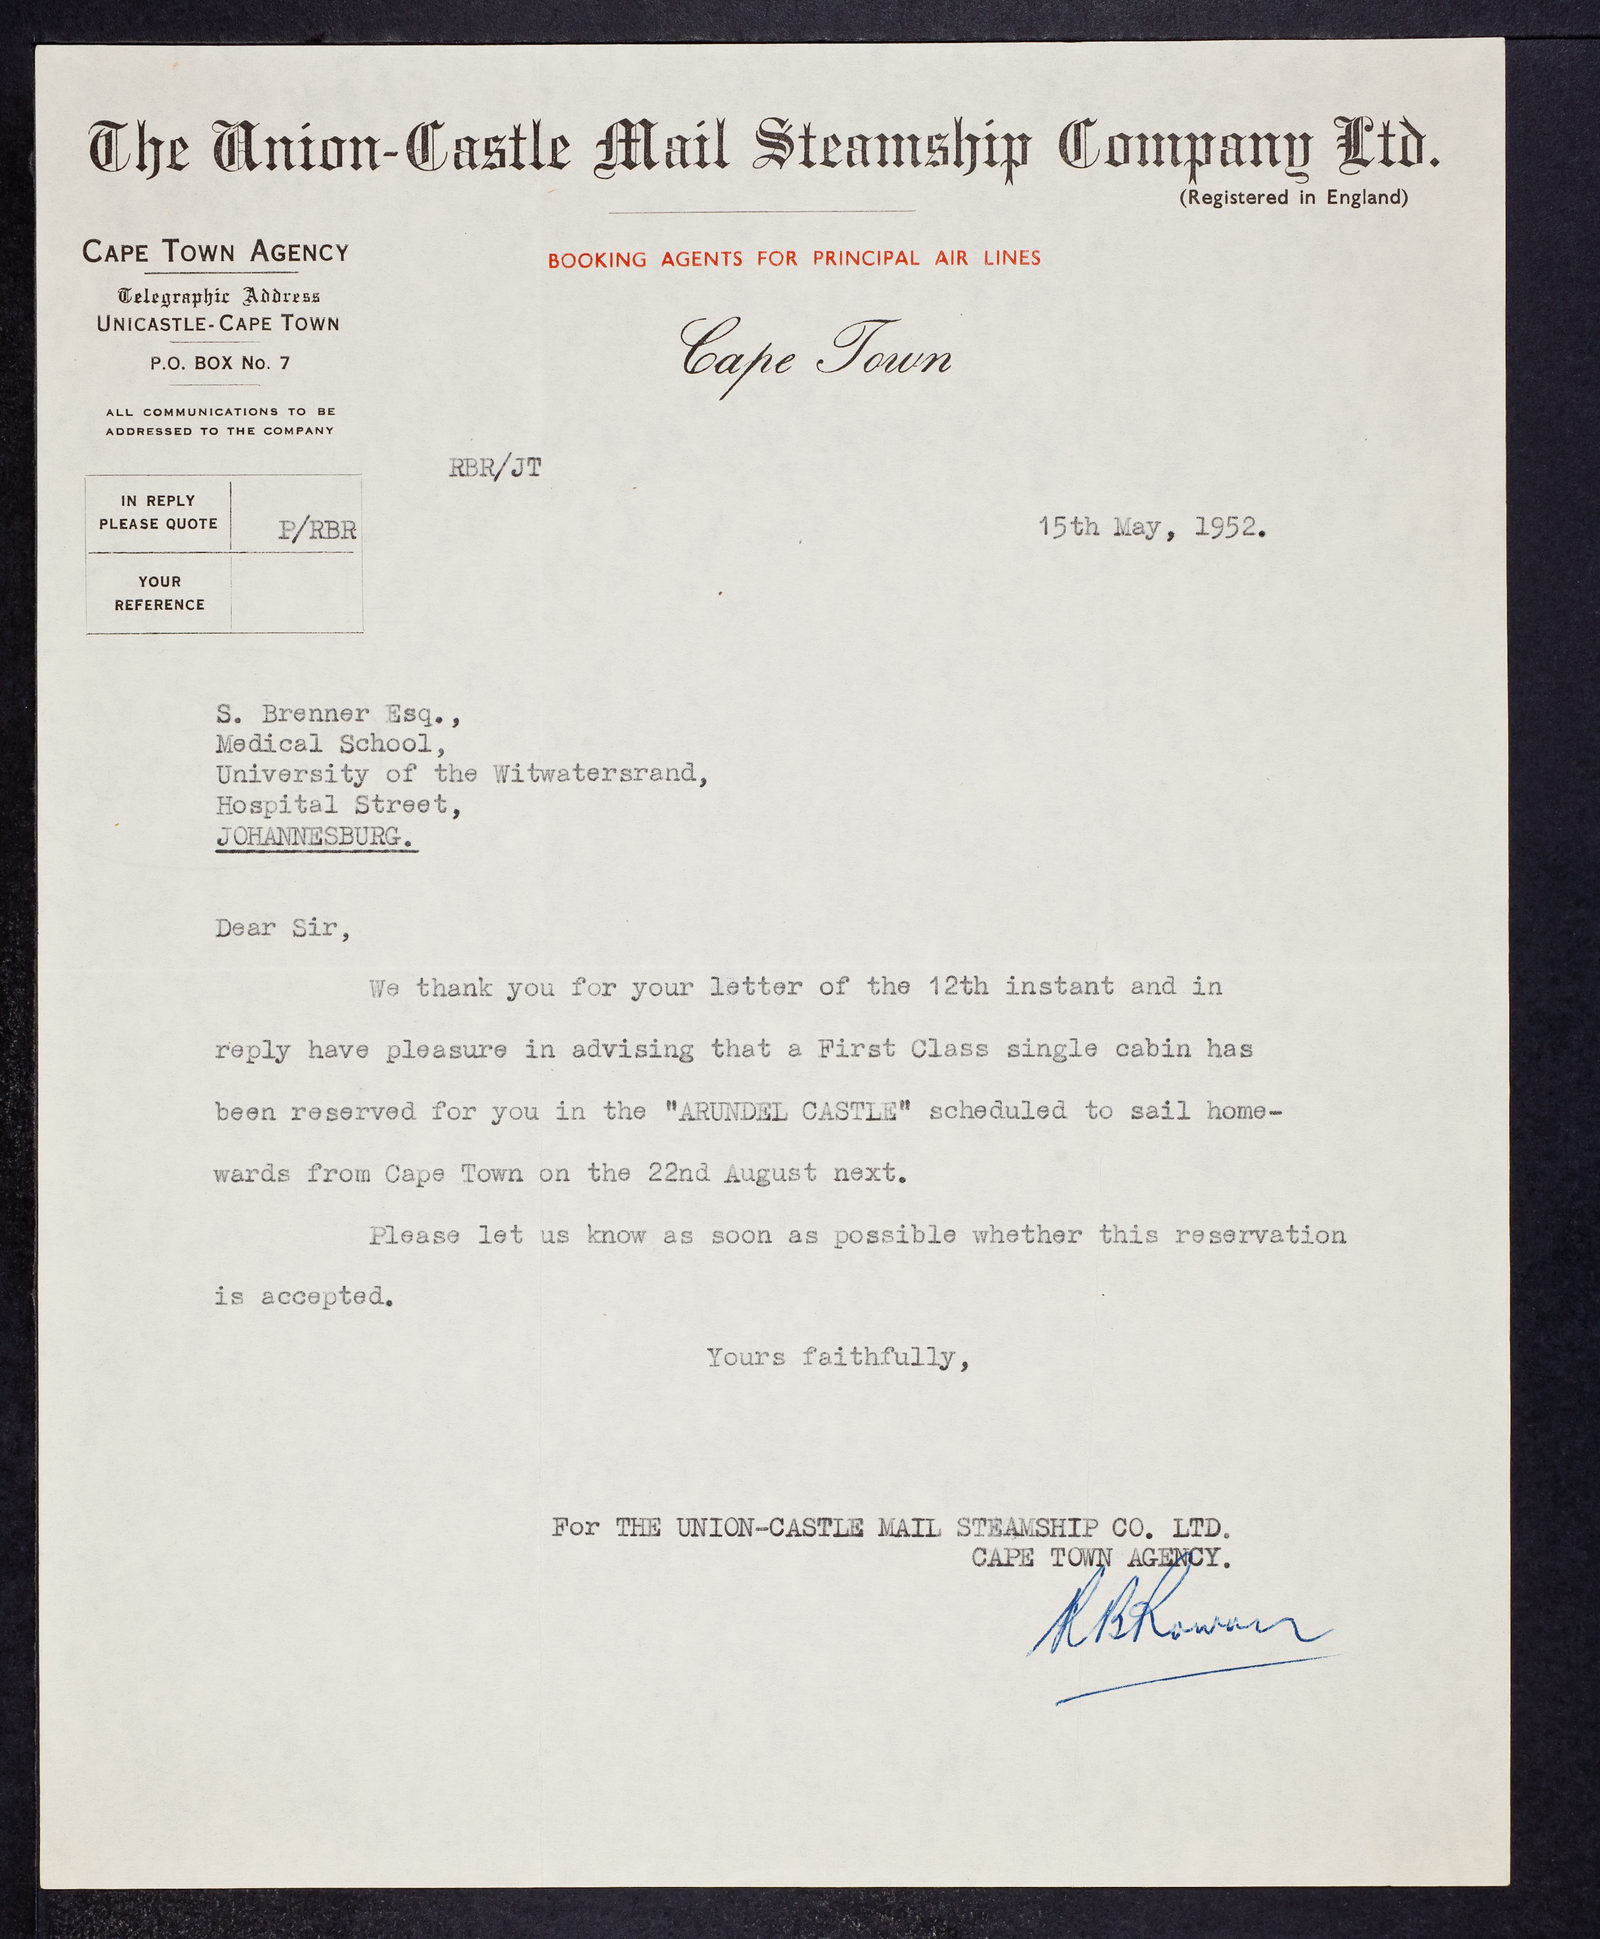 The Union-Castle Mail Steamship Company Ltd.
(Registered in England)
CAPE TOWN AGENCY
Telegraphic Address
UNICASTLE-CAPE TOWN
P.O. BOX No. 7
ALL COMMUNICATIONS TO BE
ADDRESSED TO THE COMPANY
BOOKING AGENTS FOR PRINCIPAL AIR LINES
Cape Town
RBR/JT
IN REPLY
PLEASE QUOTE
P/RBR
YOUR
REFERENCE
15th May, 1952.
S. Brenner Esq.,
Medical School,
University of the Witwatersrand,
Hospital Street,
JOHANNESBURG.
Dear Sir,
We thank you for your letter of the 12th instant and in
reply have pleasure in advising that a First Class single cabin has
been reserved for you in the "ARUNDEL CASTLE" scheduled to sail home-
wards from Cape Town on the 22nd August next.
Please let us know as soon as possible whether this reservation
is accepted.
Yours faithfully,
For THE UNION-CASTLE MAIL STEAMSHIP CO. LTD.
CAPE TOWN AGENCY.